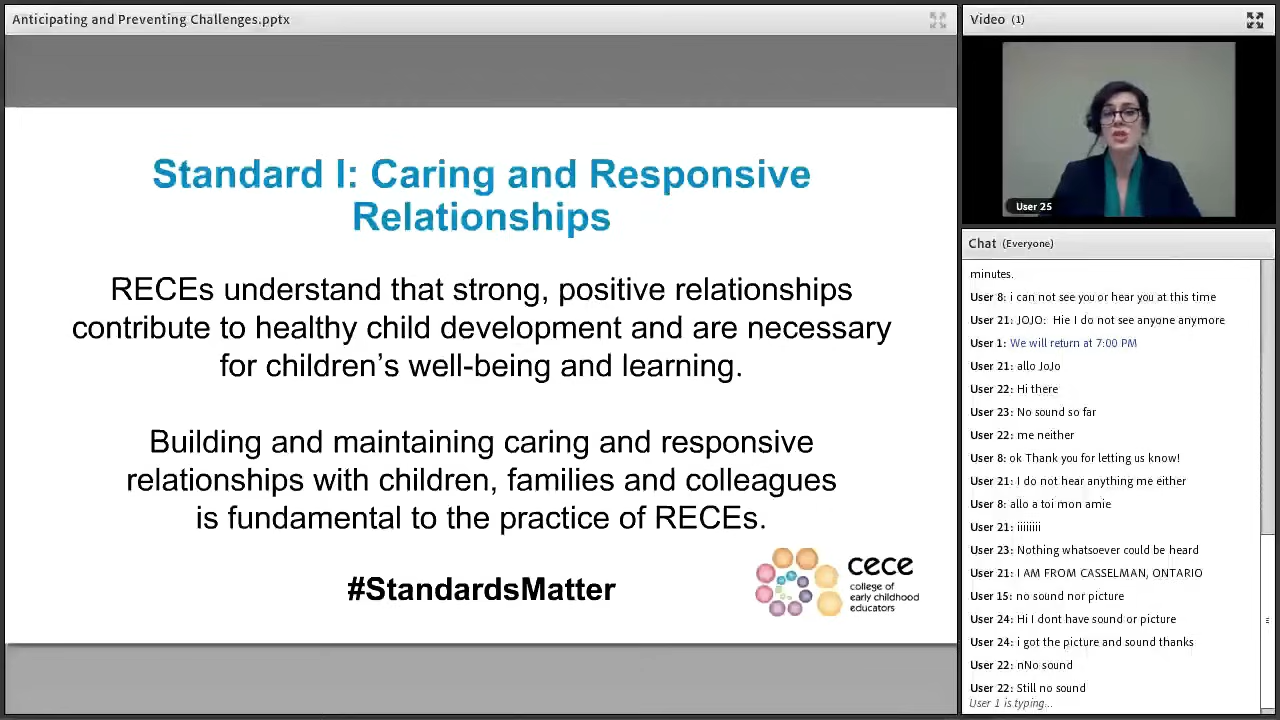 Anticipating and Preventing Challenges.pptx
Standard I: Caring and Responsive
Relationships
RECEs understand that strong, positive relationships
contribute to healthy child development and are necessary
for children’s well-being and learning.
Building and maintaining caring and responsive
relationships with children, families and colleagues
is fundamental to the practice of RECEs.
#StandardsMatter
cece
college of
early childhood
educators
Video (1)
User 25
Chat (Everyone)
minutes.
User 8: i can not see you or hear you at this time
User 21: JOJO: Hie I do not see anyone anymore
User 1: We will return at 7:00 PM
User 21: allo JoJo
User 22: Hi there
User 23: No sound so far
User 22: me neither
User 8: ok Thank you for letting us know!
User 21: I do not hear anything me either
User 8: allo a toi mon amie
User 21: iiiiiiii
User 23: Nothing whatsoever could be heard
User 21: I AM FROM CASSELMAN, ONTARIO
User 15: no sound nor picture
User 24: Hi I dont have sound or picture
User 24: i got the picture and sound thanks
User 22: nNo sound
User 22: Still no sound
User 1 is typing...